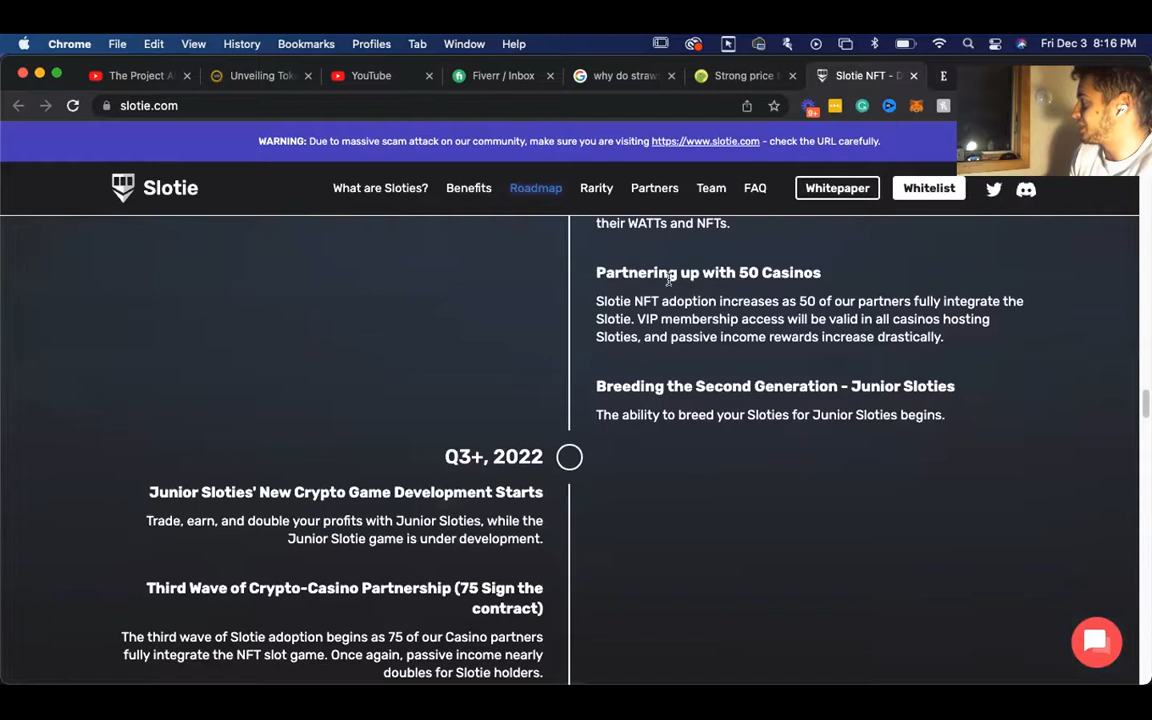 Chrome File Edit View History Bookmarks Profiles Tab Window Help Fri Dec 3 8:16 PM
The Project A Unveiling Tok YouTube Fiverr / Inbox why do straw Strong price t Slotie NFT - D E
slotie.com
9+
WARNING: Due to massive scam attack on our community, make sure you are visiting https://www.slotie.com - check the URL carefully.
Slotie What are Sloties? Benefits Roadmap Rarity Partners Team FAQ Whitepaper Whitelist
their WATTs and NFTs.
Partnering up with 50 Casinos
Slotie NFT adoption increases as 50 of our partners fully integrate the
Slotie. VIP membership access will be valid in all casinos hosting
Sloties, and passive income rewards increase drastically.
Breeding the Second Generation - Junior Sloties
The ability to breed your Sloties for Junior Sloties begins.
Q3+, 2022
Junior Sloties' New Crypto Game Development Starts
Trade, earn, and double your profits with Junior Sloties, while the
Junior Slotie game is under development.
Third Wave of Crypto-Casino Partnership (75 Sign the
contract)
The third wave of Slotie adoption begins as 75 of our Casino partners
fully integrate the NFT slot game. Once again, passive income nearly
doubles for Slotie holders.